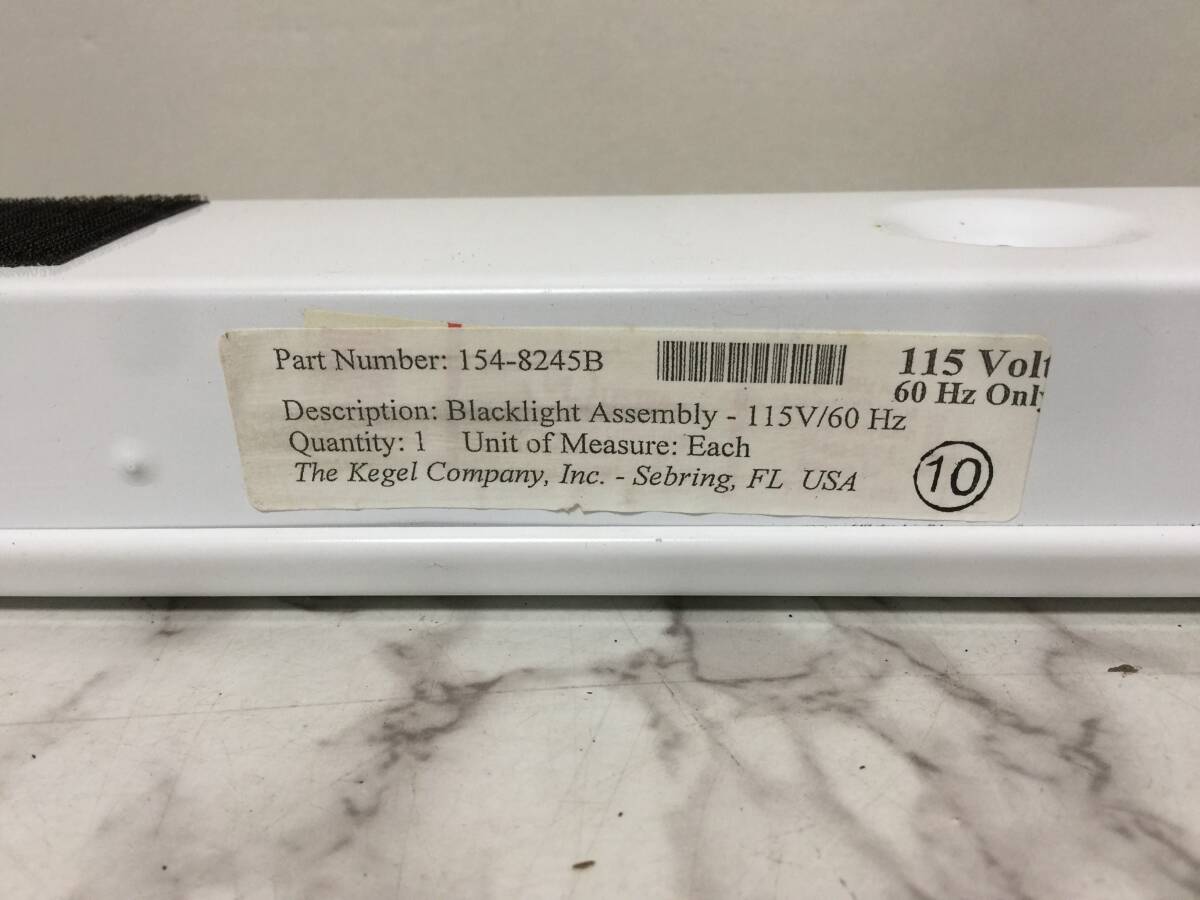 Part Number: 154-8245B
115 Volt
60 Hz Only
Description: Blacklight Assembly - 115V/60 Hz
Quantity: 1 Unit of Measure: Each
The Kegel Company, Inc. - Sebring, FL USA
10